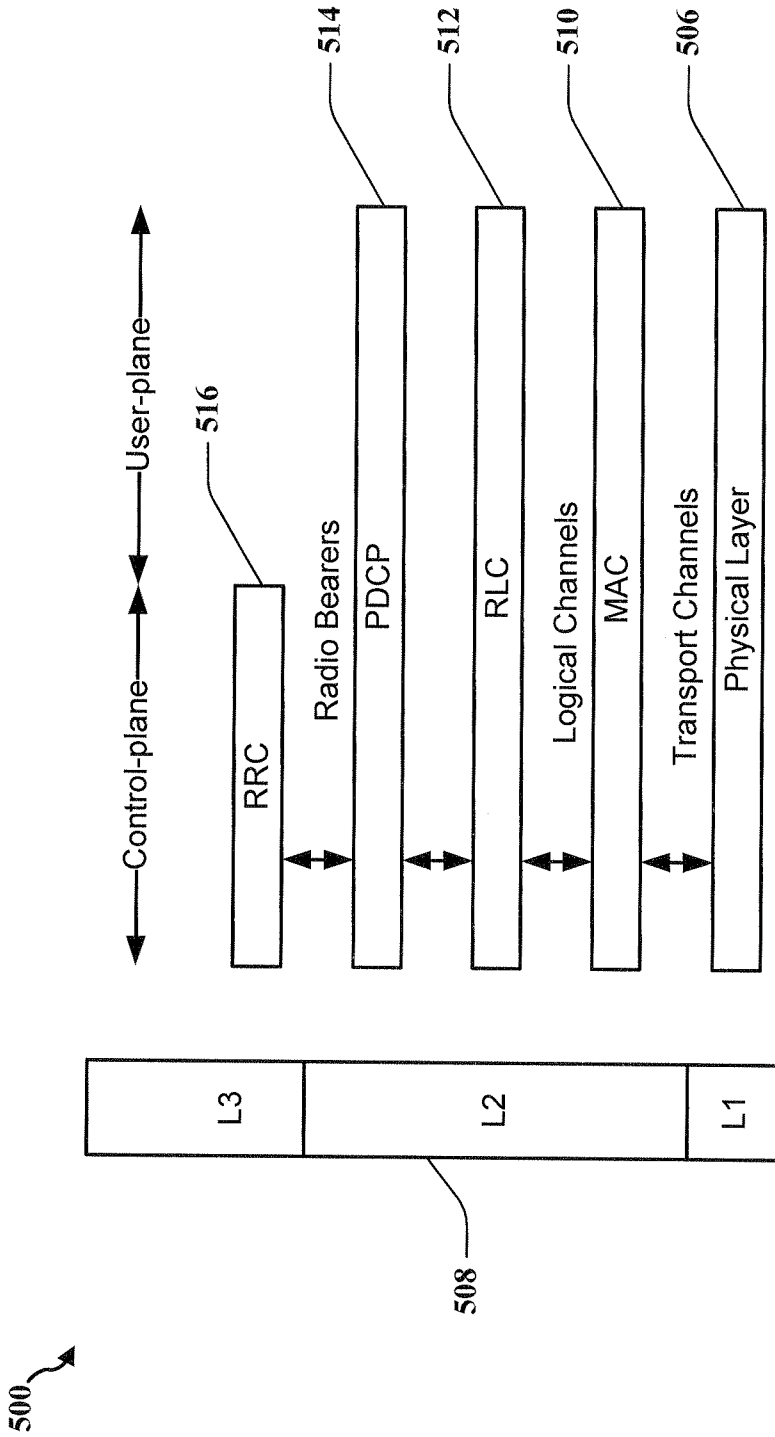 500
Control-plane
User-plane
L3
RRC
516
Radio Bearers
PDCP
514
L2
508
RLC
512
Logical Channels
MAC
510
Transport Channels
L1
Physical Layer
506